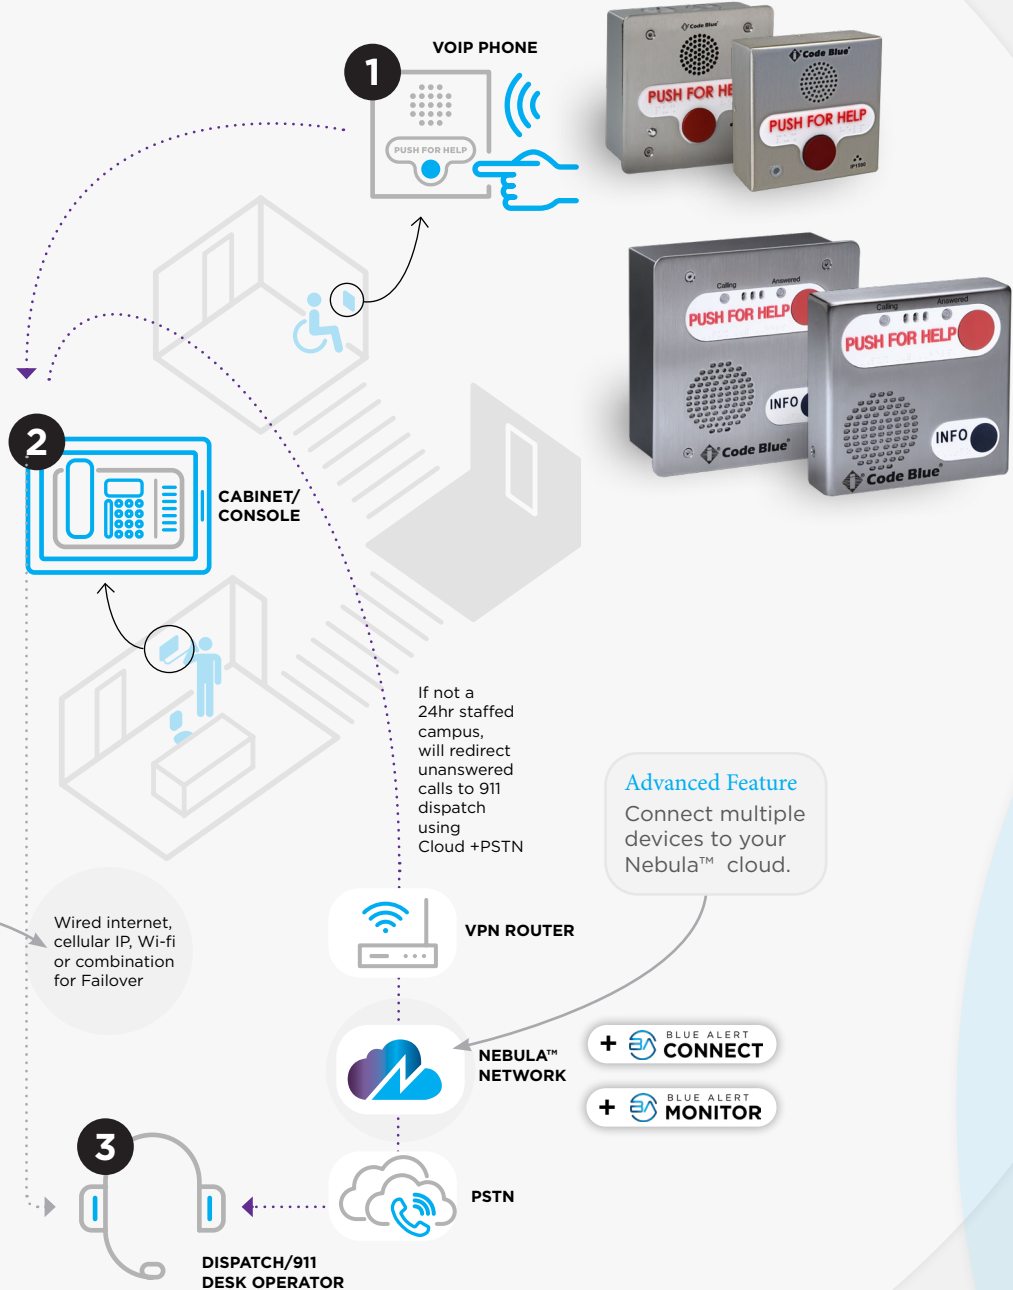 1
VOIP PHONE
PUSH FOR HELP
Code Blue
PUSH FOR HE
Code Blue
PUSH FOR HELP
IP1500
Calling
Answered
PUSH FOR HELP
INFO
Code Blue
Calling
Answered
PUSH FOR HELP
INFO
Code Blue
2
CABINET/
CONSOLE
If not a
24hr staffed
campus,
will redirect
unanswered
calls to 911
dispatch
using
Cloud +PSTN
Advanced Feature
Connect multiple
devices to your
Nebula™ cloud.
Wired internet,
cellular IP, Wi-fi
or combination
for Failover
VPN ROUTER
NEBULA™
NETWORK
+ BLUE ALERT
CONNECT
+ BLUE ALERT
MONITOR
3
PSTN
DISPATCH/911
DESK OPERATOR